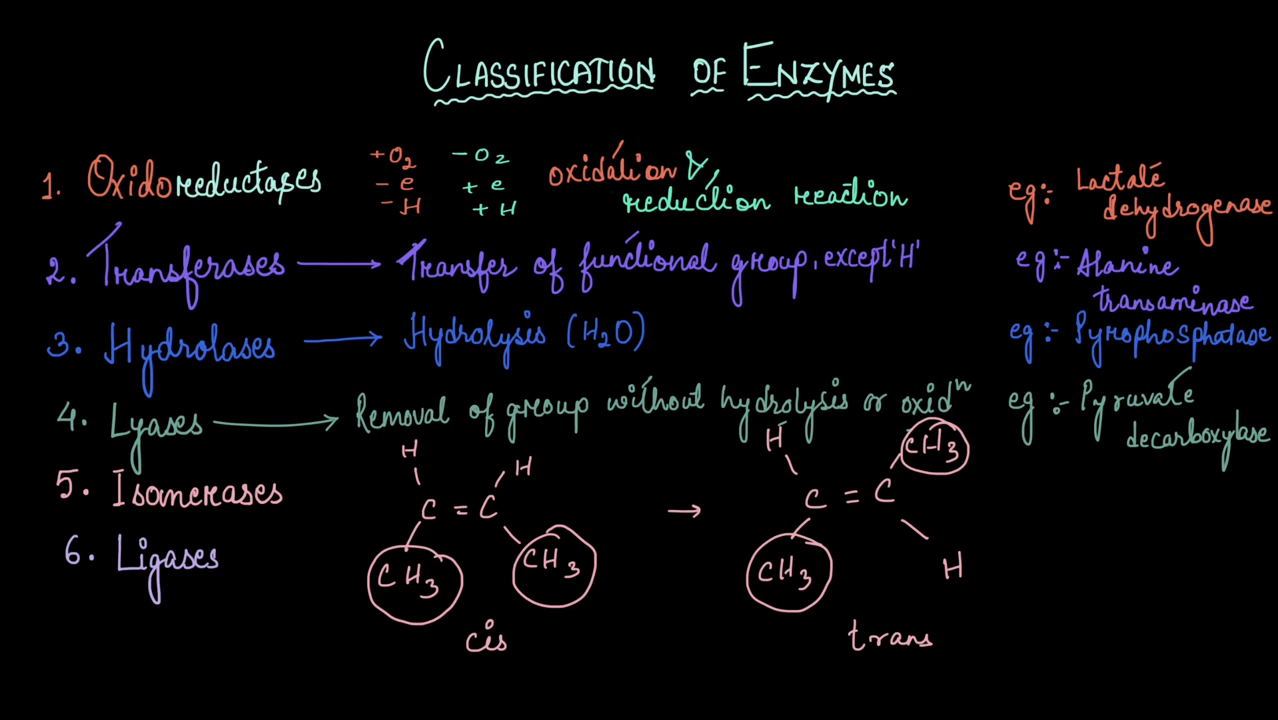 CLASSIFICATION OF ENZYMES
1. Oxidoreductases
+O2 -O2
-e +e
-H +H
oxidation &
reduction reaction
eg:- Lactate
dehydrogenase
2. Transferases → Transfer of functional group, except 'H'
eg:- Alanine
transaminase
3. Hydrolases → Hydrolysis (H2O)
eg:- Pyrophosphatase
4. Lyases → Removal of group without hydrolysis or oxidⁿ
eg:- Pyruvate
decarboxylase
5. Isomerases
H H
C = C
CH3 CH3
cis
→
H CH3
C = C
CH3 H
trans
6. Ligases